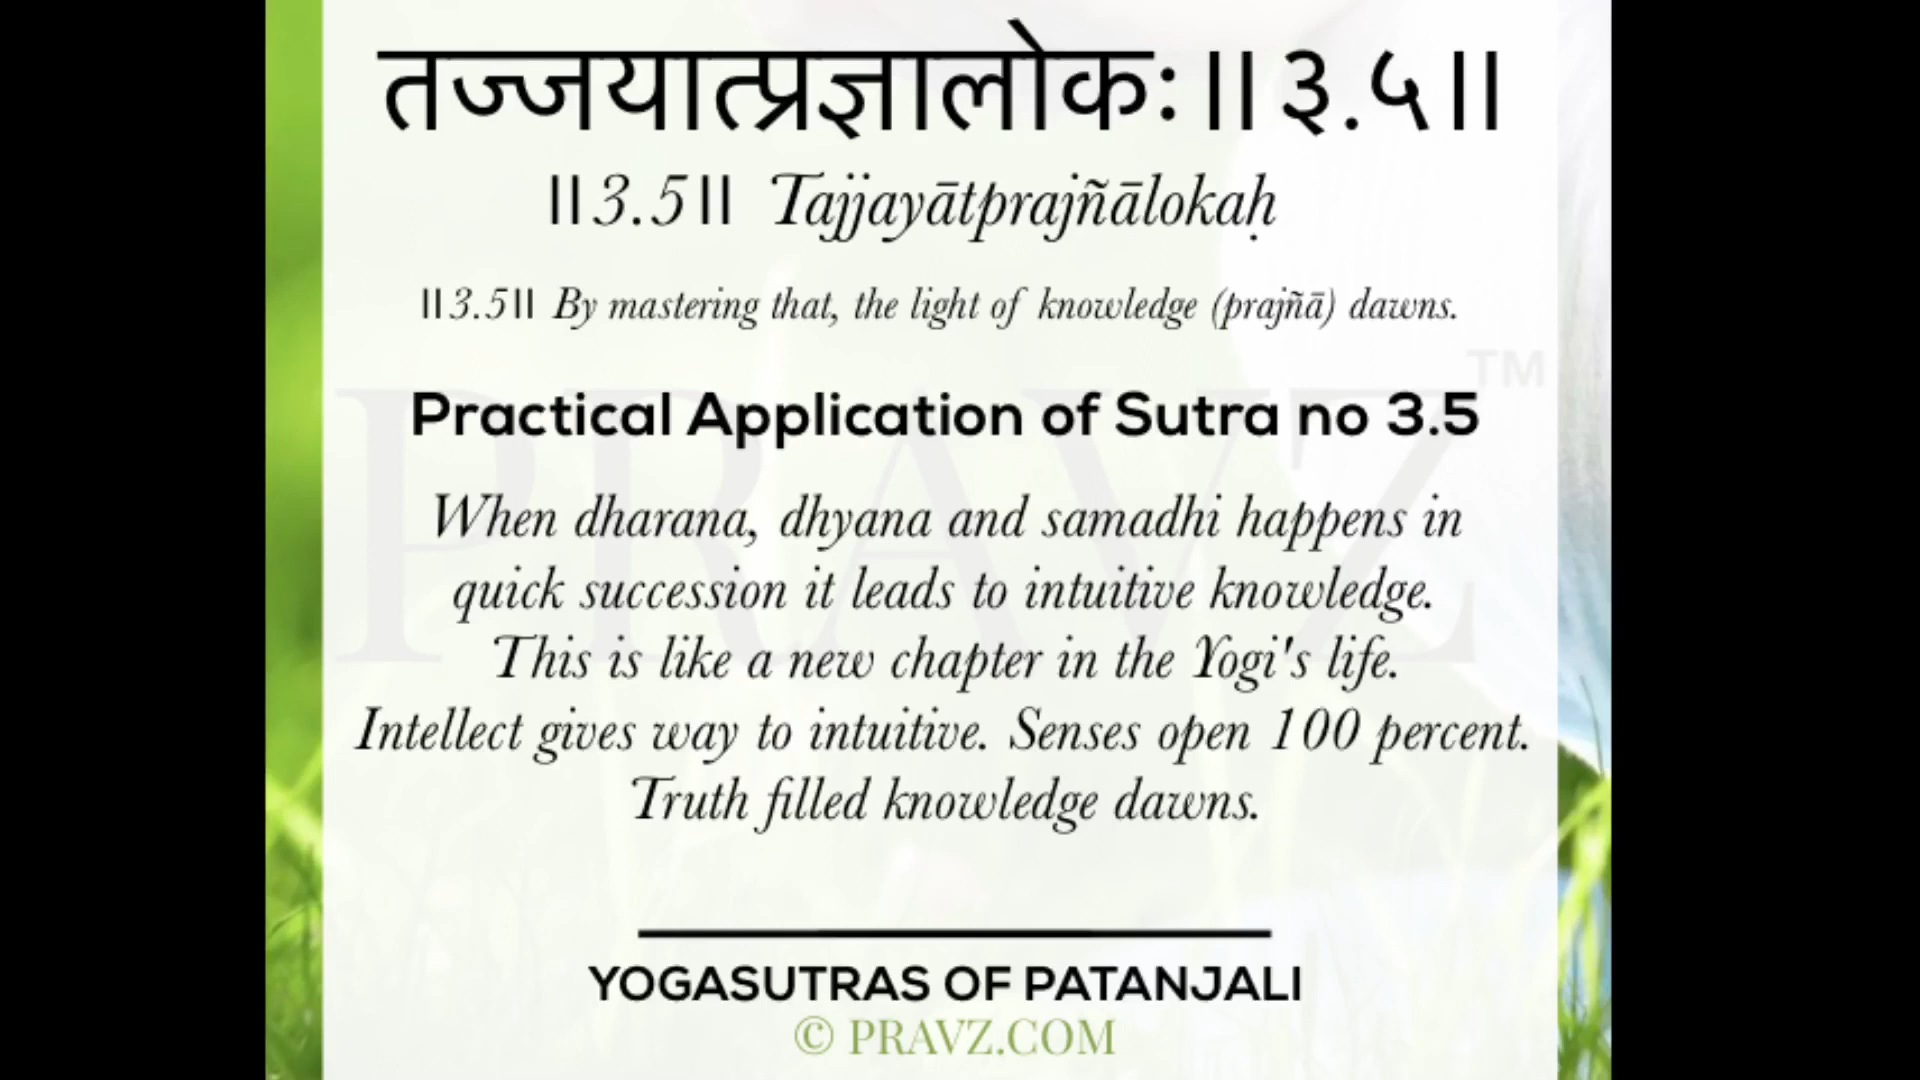 तज्जयात्प्रज्ञालोकः॥३.५॥
॥3.5॥ Tajjayātprajñālokaḥ
॥3.5॥ By mastering that, the light of knowledge (prajñā) dawns.
PRAVZ™
Practical Application of Sutra no 3.5
When dharana, dhyana and samadhi happens in
quick succession it leads to intuitive knowledge.
This is like a new chapter in the Yogi's life.
Intellect gives way to intuitive. Senses open 100 percent.
Truth filled knowledge dawns.
YOGASUTRAS OF PATANJALI
© PRAVZ.COM